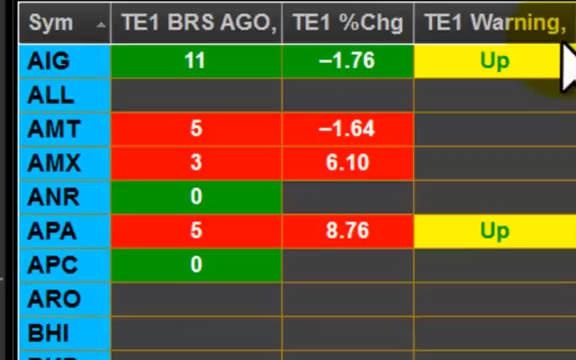 Sym TE1 BRS AGO, TE1 %Chg TE1 Warning,
AIG 11 –1.76 Up
ALL
AMT 5 –1.64
AMX 3 6.10
ANR 0
APA 5 8.76 Up
APC 0
ARO
BHI